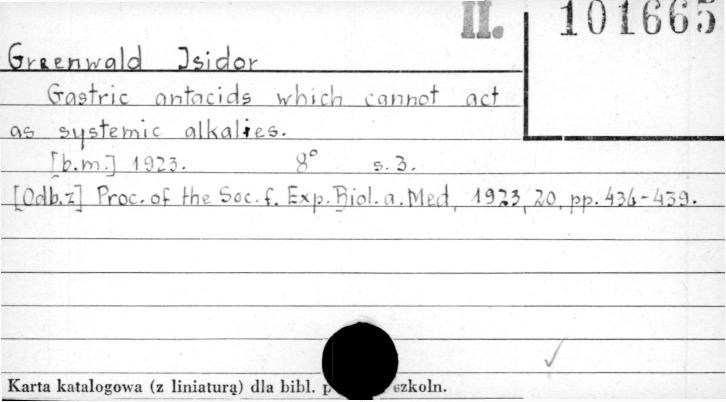 II. 101665
Greenwald Isidor
Gastric antacids which cannot act
as systemic alkalies.
[b.m.] 1923. 8° s. 3.
[Odb.z] Proc. of the Soc. f. Exp. Biol. a. Med, 1923, 20, pp. 436-439.
Karta katalogowa (z liniaturą) dla bibl. szkoln.